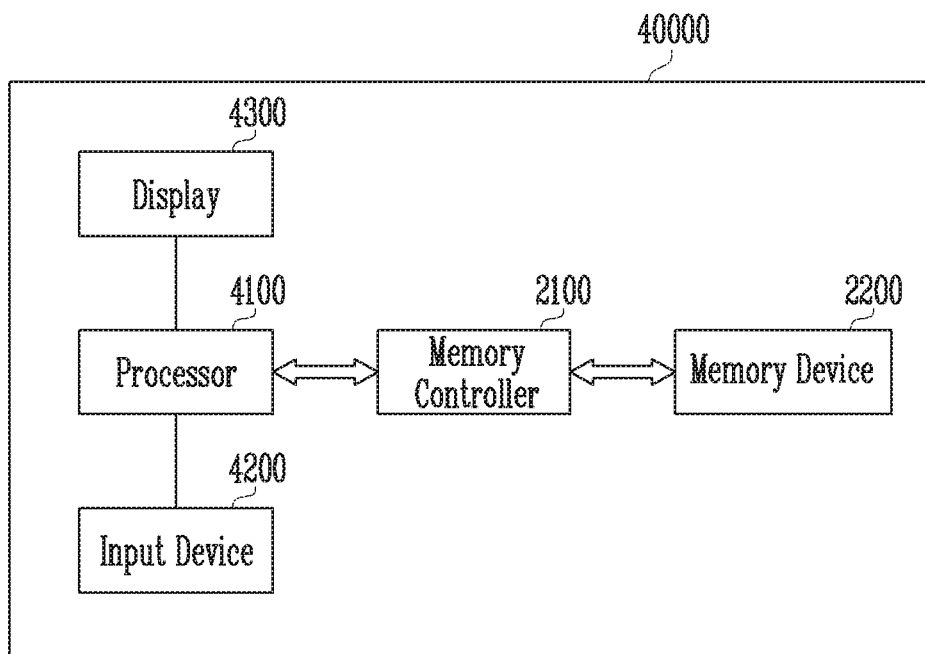 40000
4300
Display
4100
2100
2200
Processor
Memory
Controller
Memory Device
4200
Input Device